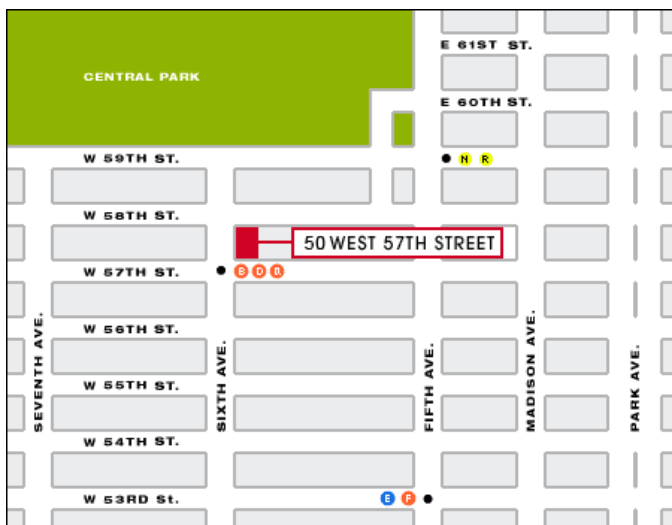 E 61ST ST.
CENTRAL PARK
E 60TH ST.
W 59TH ST.
N R
W 58TH ST.
50 WEST 57TH STREET
W 57TH ST.
B D
W 56TH ST.
SEVENTH AVE.
SIXTH AVE.
FIFTH AVE.
MADISON AVE.
PARK AVE.
W 55TH ST.
W 54TH ST.
W 53RD St.
E F